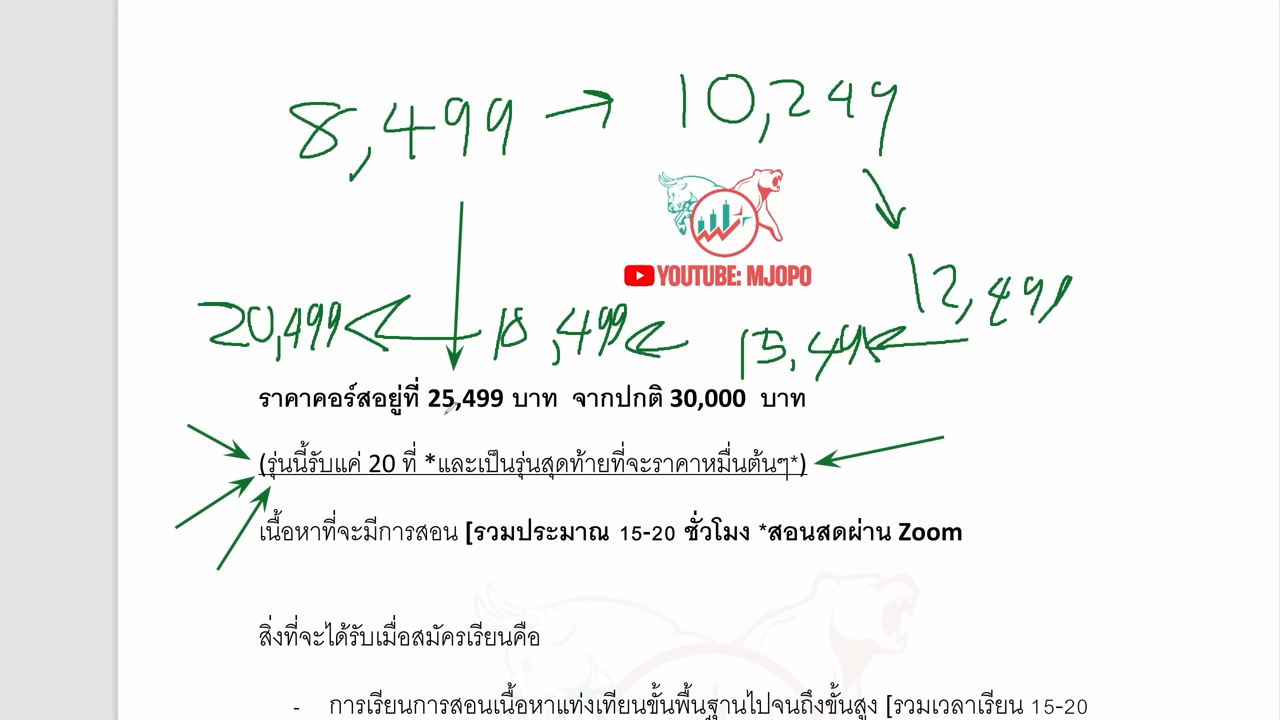 8,499 → 10,249
YOUTUBE: MJOPO
12,499
20,499 ← 18,499 ← 15,499 ←
ราคาคอร์สอยู่ที่ 25,499 บาท จากปกติ 30,000 บาท
(รุ่นนี้รับแค่ 20 ที่ *และเป็นรุ่นสุดท้ายที่จะราคาหมื่นต้นๆ*)
เนื้อหาที่จะมีการสอน [รวมประมาณ 15-20 ชั่วโมง *สอนสดผ่าน Zoom
สิ่งที่จะได้รับเมื่อสมัครเรียนคือ
- การเรียนการสอนเนื้อหาแท่งเทียนขั้นพื้นฐานไปจนถึงขั้นสูง [รวมเวลาเรียน 15-20